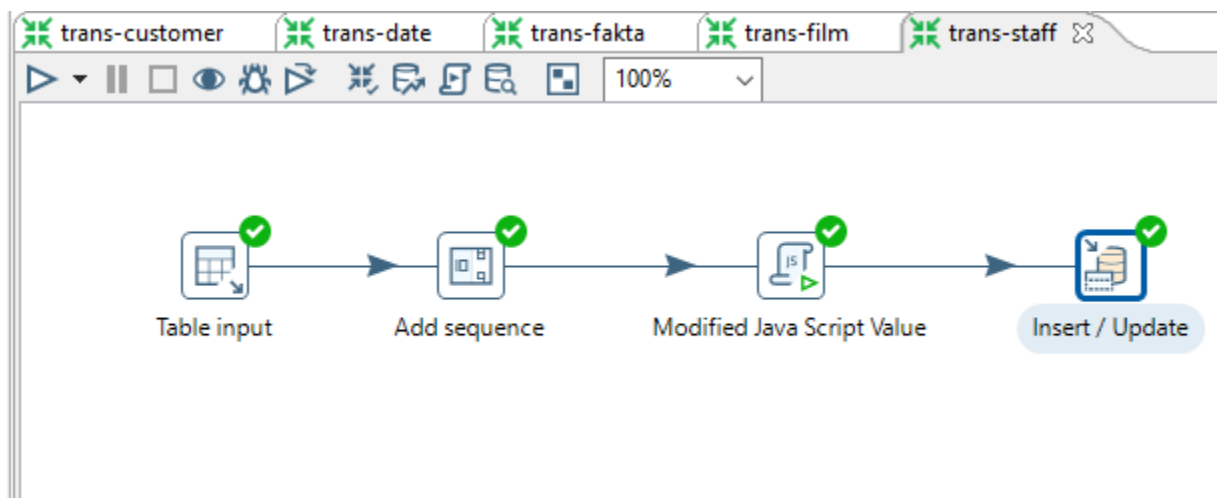 trans-customer trans-date trans-fakta trans-film trans-staff
100%
Table input Add sequence Modified Java Script Value Insert / Update